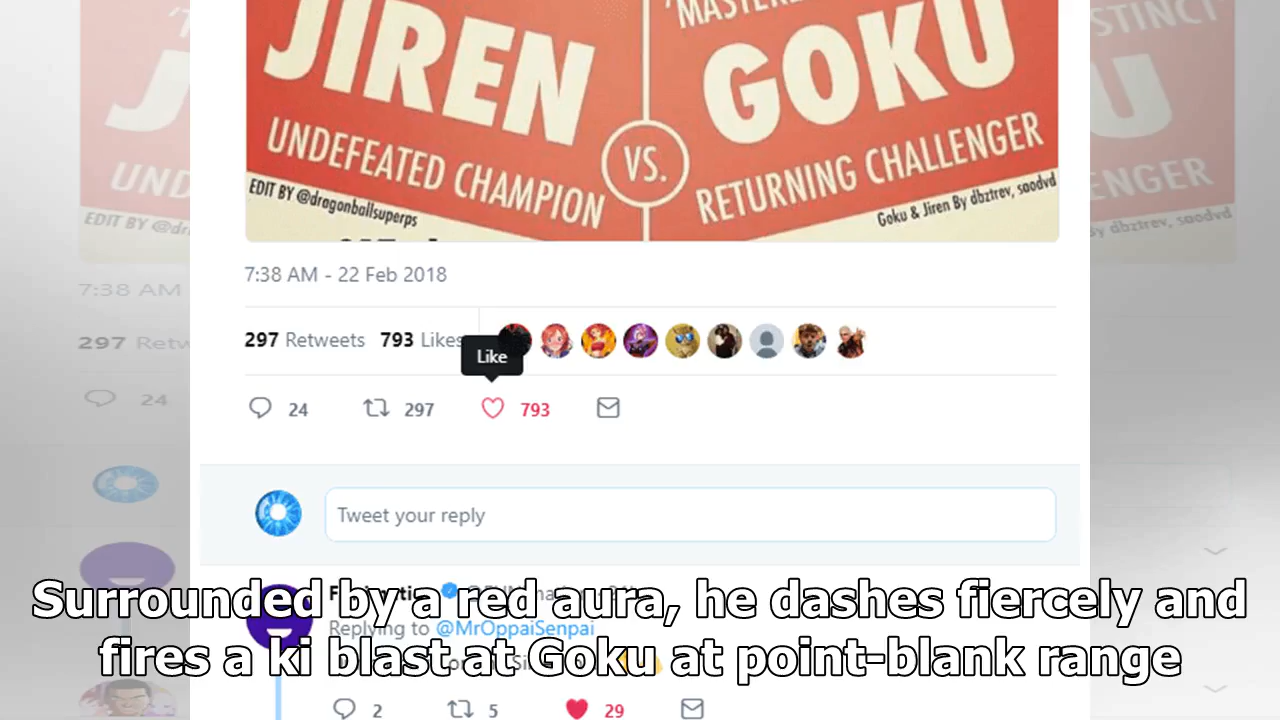 JIREN
GOKU
UNDEFEATED CHAMPION
VS.
RETURNING CHALLENGER
EDIT BY @dragonballsuperps
Goku & Jiren By dbztrev, saodvd
7:38 AM - 22 Feb 2018
297 Retweets 793 Likes
Like
24 297 793
Tweet your reply
Replying to @MrOppaiSenpai
Surrounded by a red aura, he dashes fiercely and
fires a ki blast at Goku at point-blank range
2 5 29